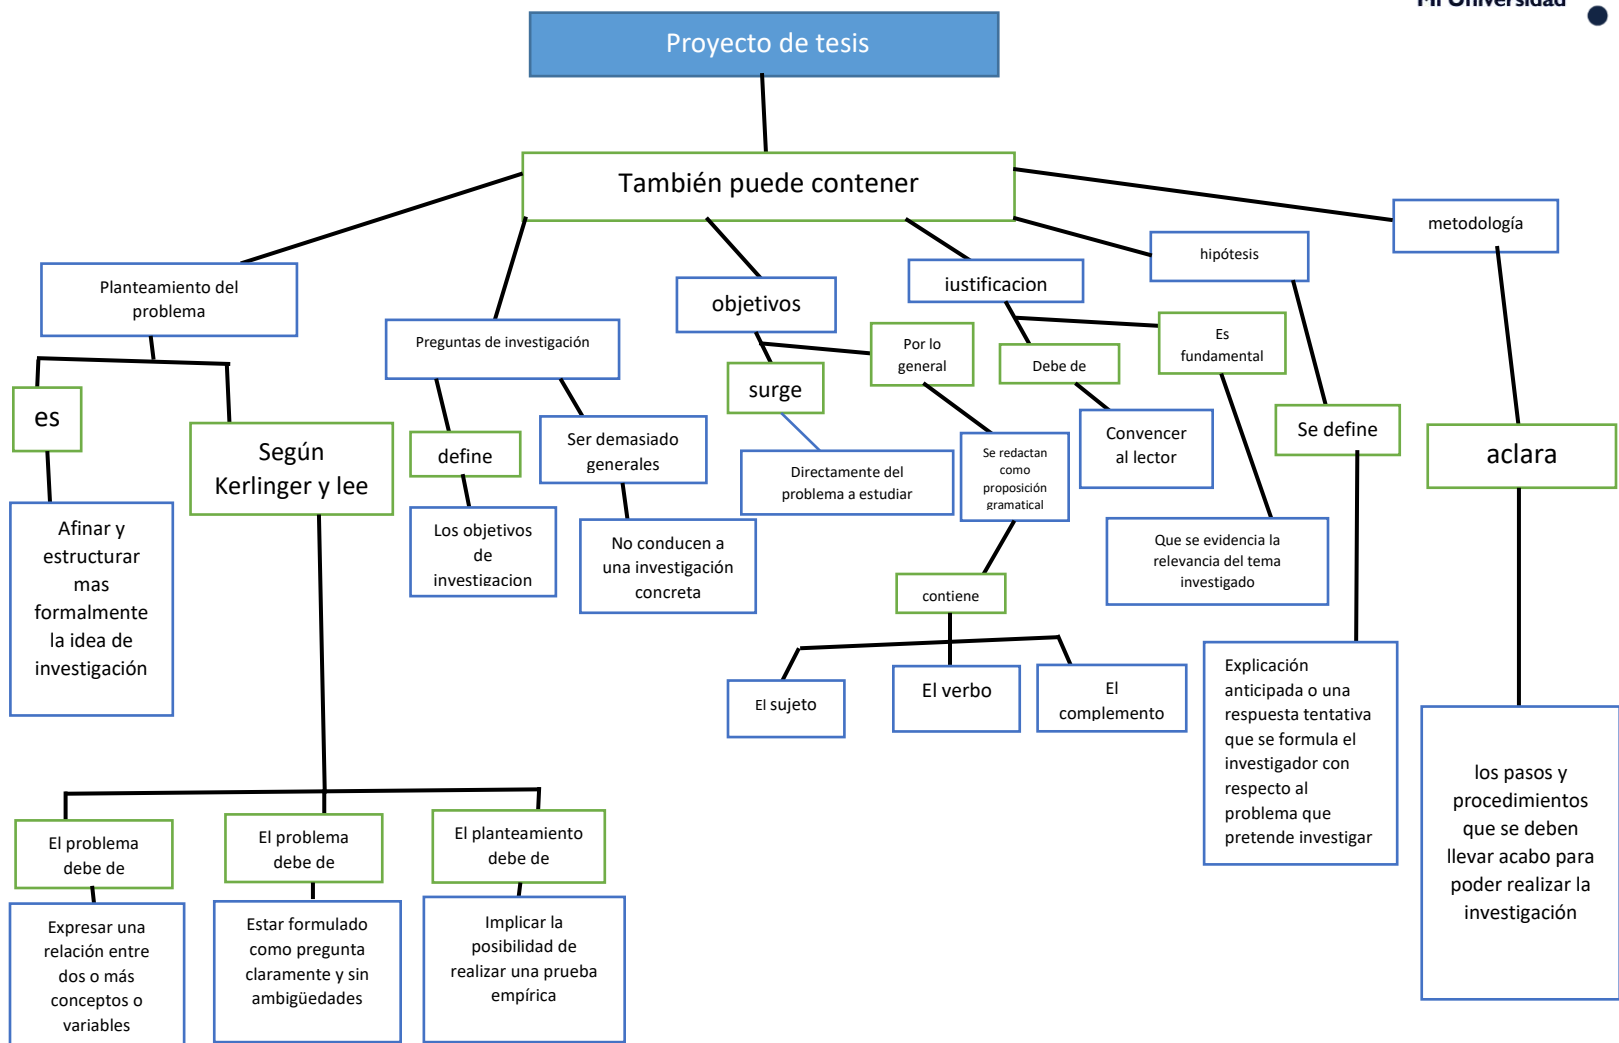 Mi Universidad
Proyecto de tesis
También puede contener
metodología
hipótesis
Planteamiento del
problema
objetivos
iustificacion
Preguntas de investigación
Por lo
general
Es
fundamental
Debe de
surge
es
Según
Kerlinger y lee
define
Ser demasiado
generales
Directamente del
problema a estudiar
Se redactan
como
proposición
gramatical
Convencer
al lector
Se define
aclara
Afinar y
estructurar
mas
formalmente
la idea de
investigación
Los objetivos
de
investigacion
No conducen a
una investigación
concreta
Que se evidencia la
relevancia del tema
investigado
contiene
El sujeto
El verbo
El
complemento
Explicación
anticipada o una
respuesta tentativa
que se formula el
investigador con
respecto al
problema que
pretende investigar
los pasos y
procedimientos
que se deben
llevar acabo para
poder realizar la
investigación
El problema
debe de
El problema
debe de
El planteamiento
debe de
Expresar una
relación entre
dos o más
conceptos o
variables
Estar formulado
como pregunta
claramente y sin
ambigüedades
Implicar la
posibilidad de
realizar una prueba
empírica